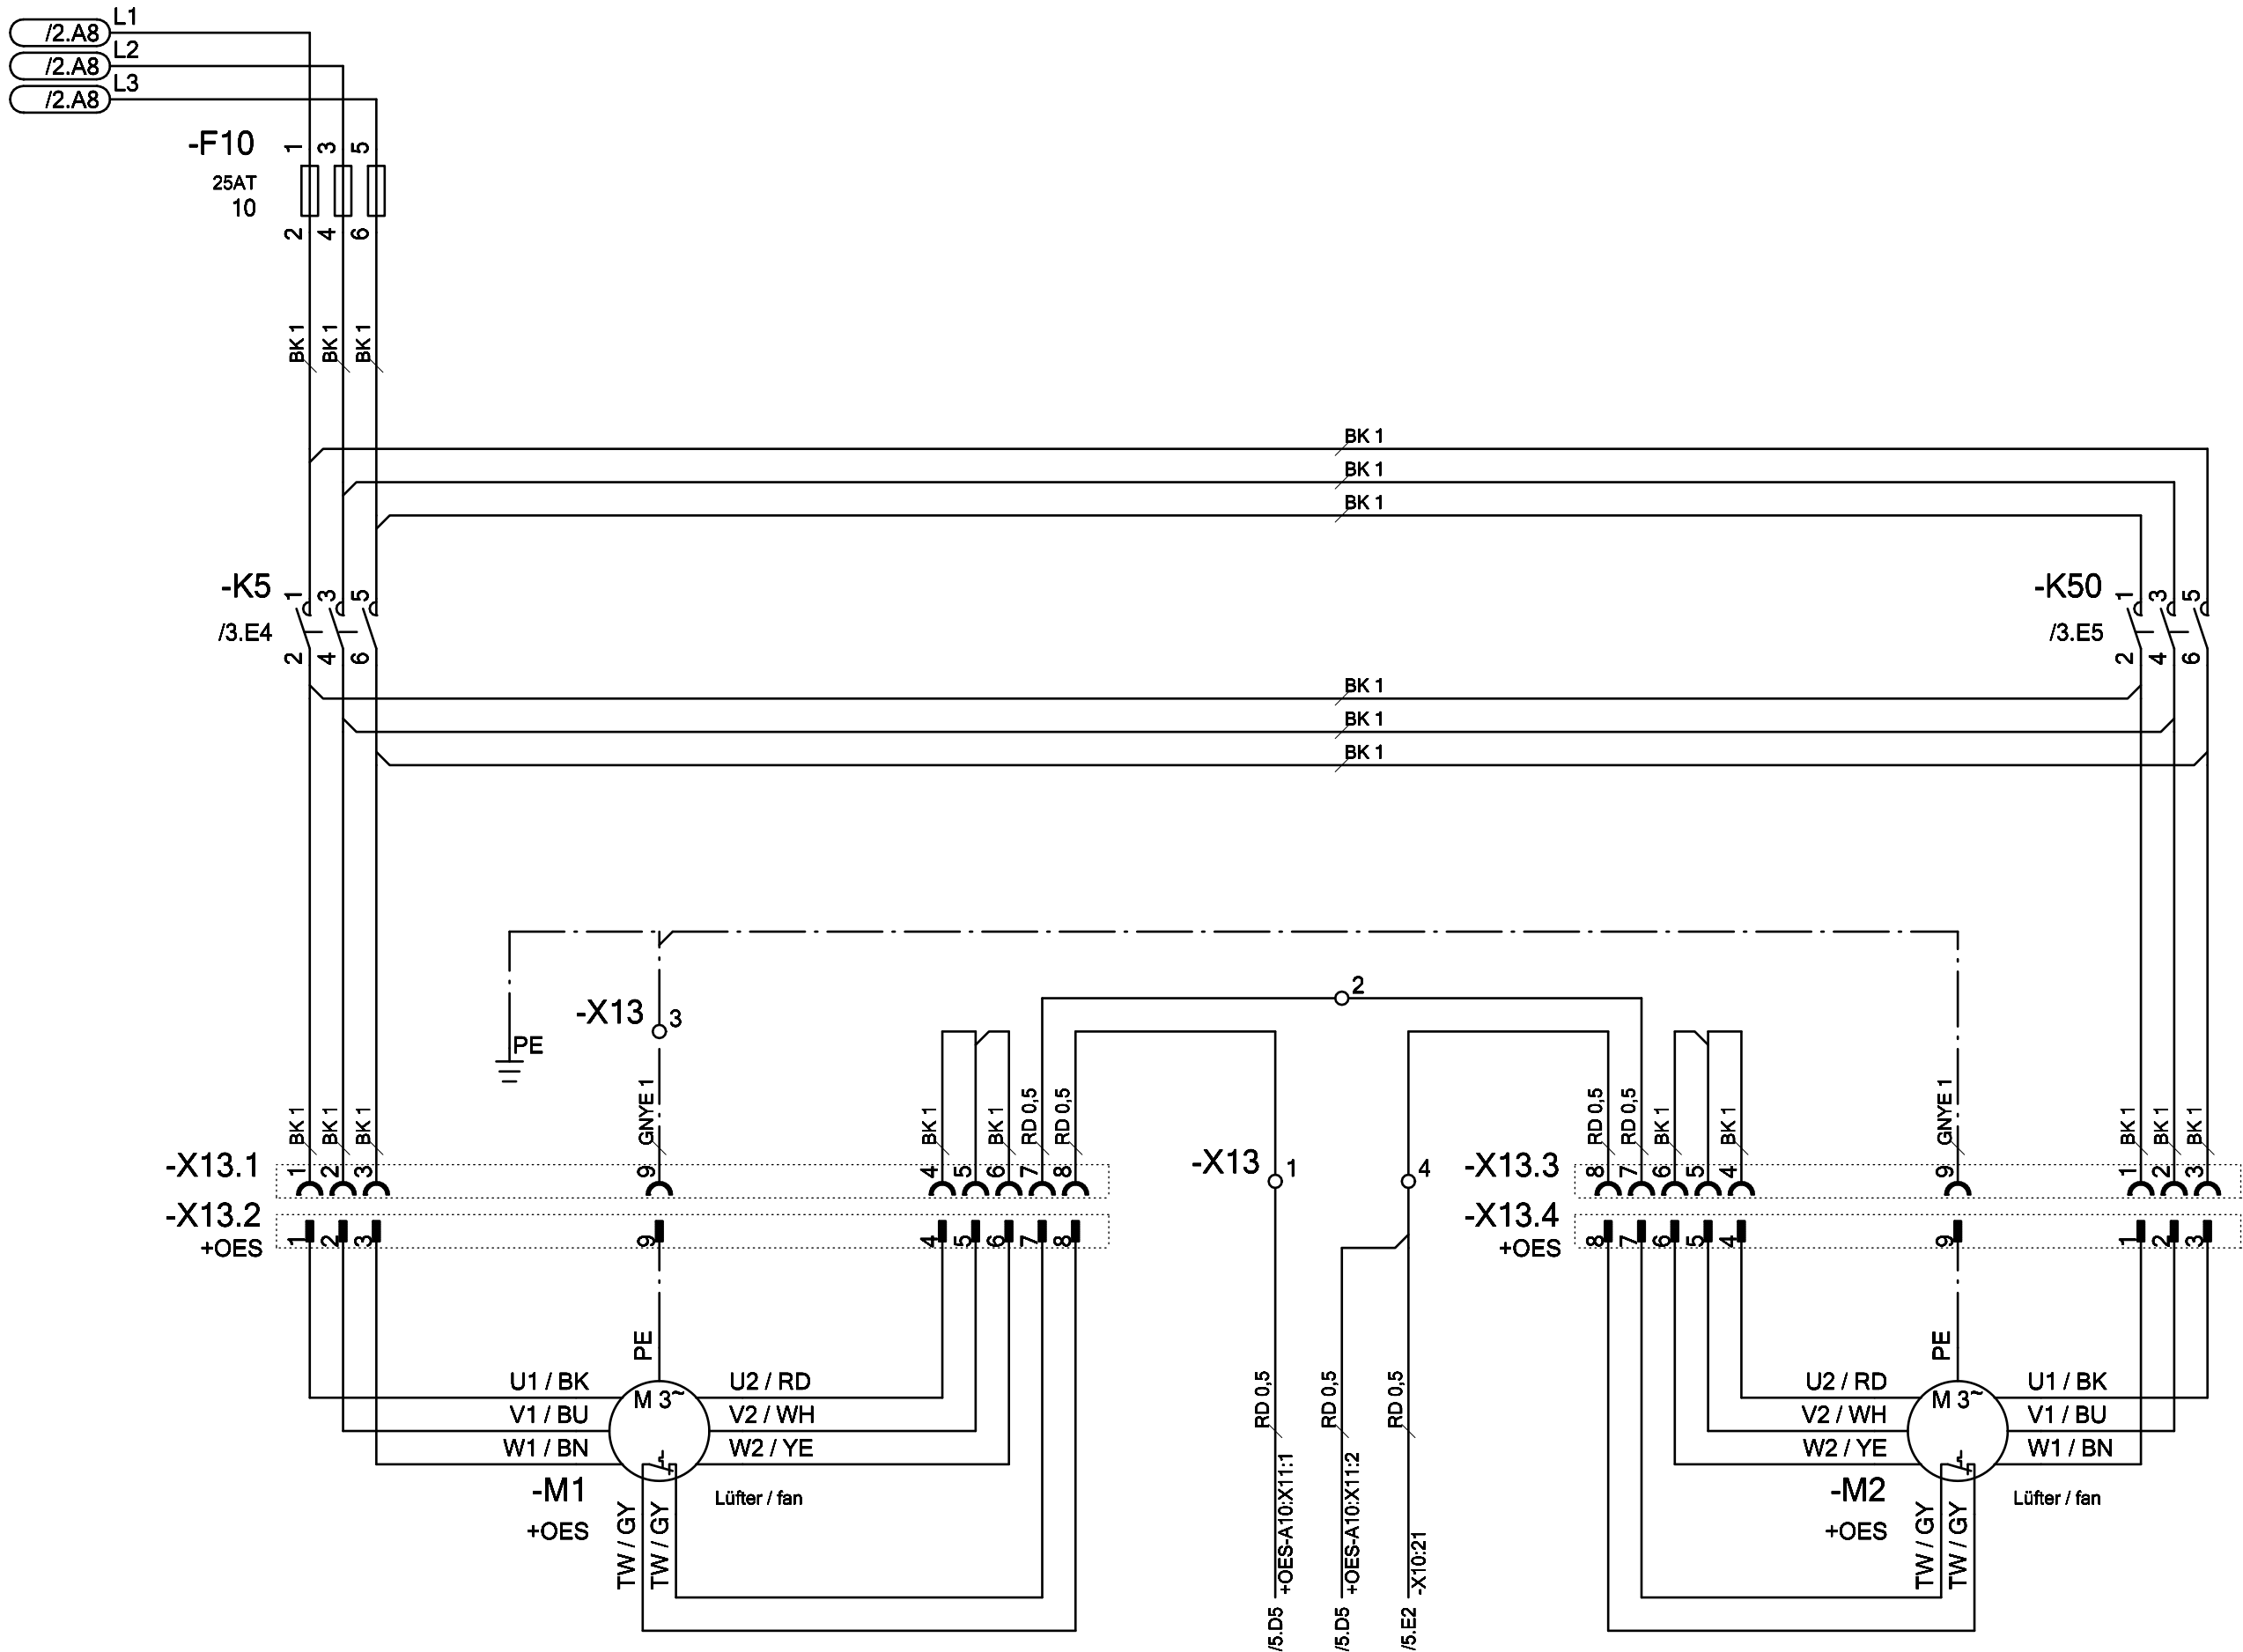 L1
/2.A8
L2
/2.A8
L3
/2.A8
-F10 1 3 5
25AT
10
2 4 6
BK 1 BK 1 BK 1
BK 1
BK 1
BK 1
-K5 1 3 5
/3.E4
2 4 6
-K50 1 3 5
/3.E5
2 4 6
BK 1
BK 1
BK 1
2
-X13 3
PE
BK 1 BK 1 BK 1 GNYE 1 BK 1 BK 1 RD 0,5 RD 0,5
RD 0,5 RD 0,5 BK 1 BK 1 GNYE 1 BK 1 BK 1 BK 1
-X13.1 1 2 3 9 4 5 6 7 8
-X13 1 4
-X13.3 8 7 6 5 4 9 1 2 3
-X13.2 1 2 3 9 4 5 6 7 8
+OES
-X13.4 8 7 6 5 4 9 1 2 3
+OES
PE
U1 / BK M 3~ U2 / RD
V1 / BU V2 / WH
W1 / BN W2 / YE
-M1
+OES
Lüfter / fan
TW / GY TW / GY
RD 0,5 RD 0,5 RD 0,5
+OES-A10:X11:1
+OES-A10:X11:2
-X10:21
/5.D5 /5.D5 /5.E2
PE
U2 / RD M 3~ U1 / BK
V2 / WH V1 / BU
W2 / YE W1 / BN
-M2
+OES
Lüfter / fan
TW / GY TW / GY